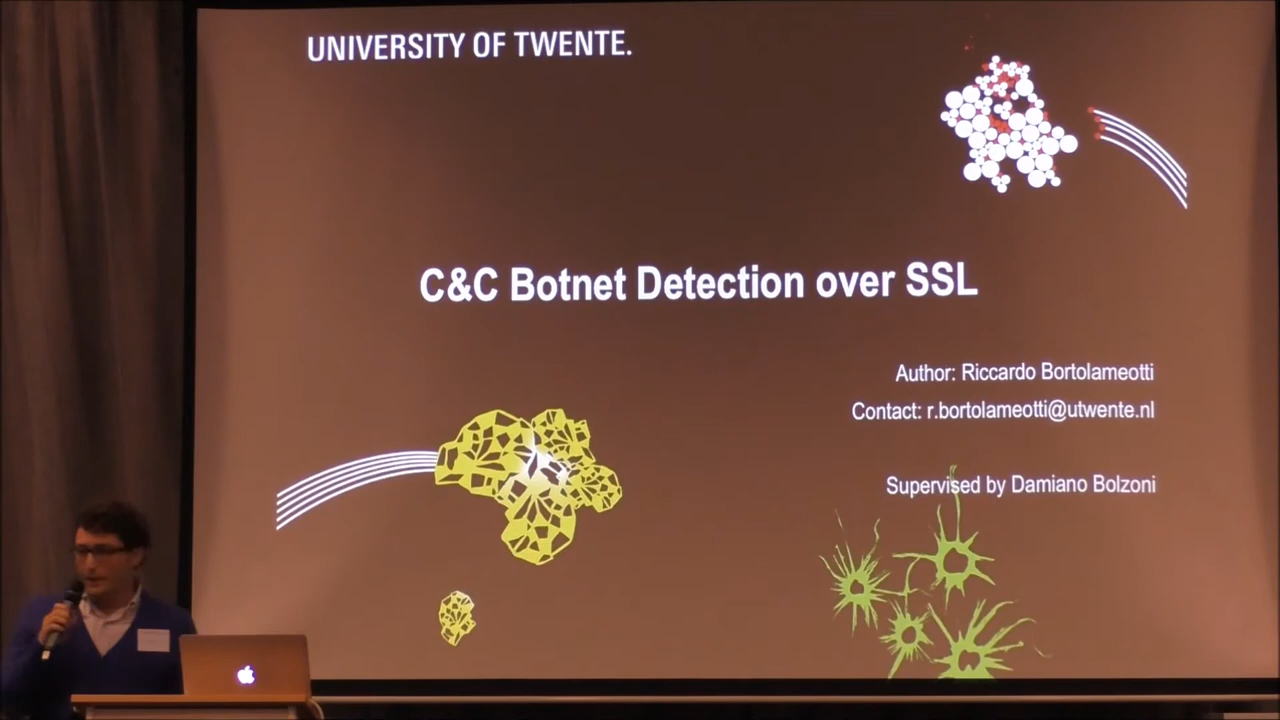 UNIVERSITY OF TWENTE.
C&C Botnet Detection over SSL
Author: Riccardo Bortolameotti
Contact: r.bortolameotti@utwente.nl
Supervised by Damiano Bolzoni